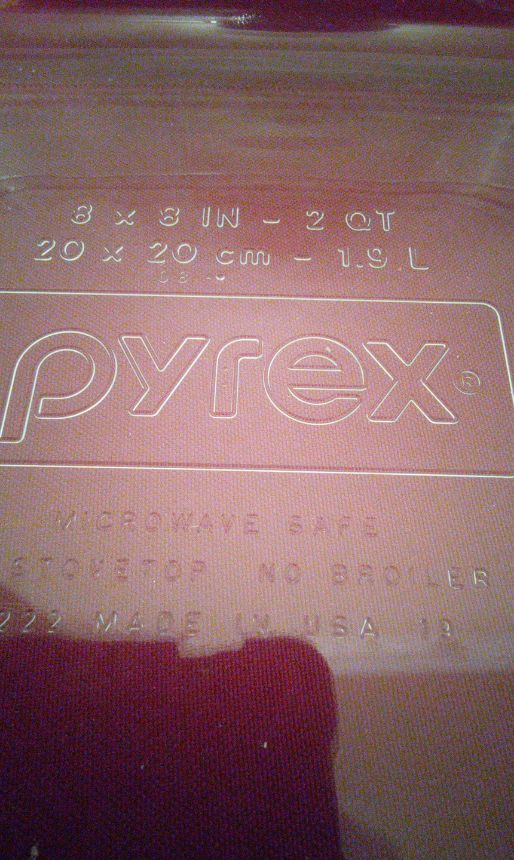 8 x 8 IN - 2 QT
20 x 20 cm - 1.9 L
pyrex ®
MICROWAVE SAFE
STOVETOP NO BROILER
222 MADE IN USA 19